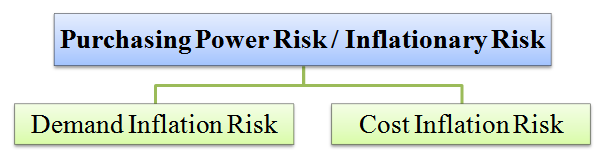 Purchasing Power Risk / Inflationary Risk
Demand Inflation Risk
Cost Inflation Risk